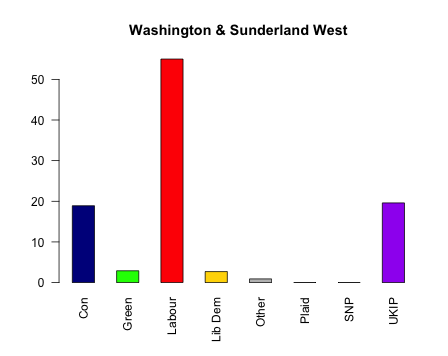 Washington & Sunderland West
50
40
30
20
10
0
Con
Green
Labour
Lib Dem
Other
Plaid
SNP
UKIP